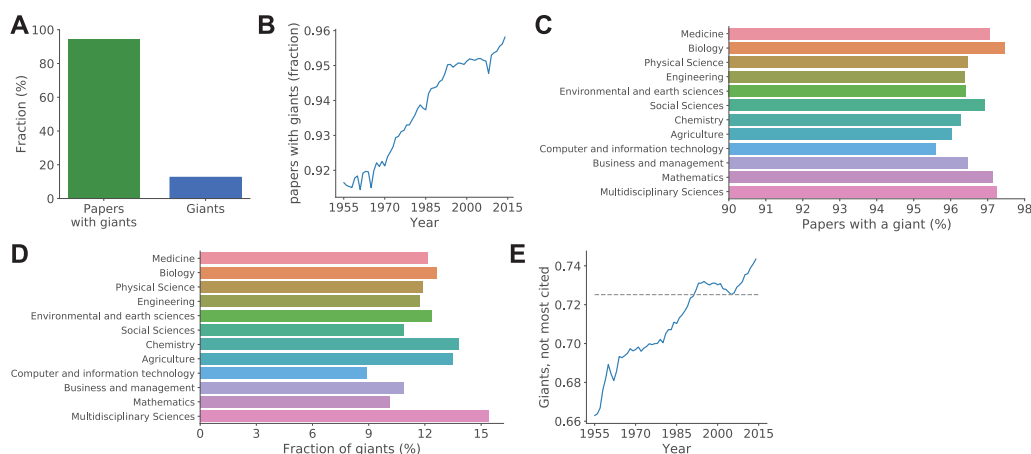 A
Fraction (%)
100
80
60
40
20
0
Papers
with giants
Giants
B
papers with giants (fraction)
0.96
0.95
0.94
0.93
0.92
1955 1970 1985 2000 2015
Year
C
Medicine
Biology
Physical Science
Engineering
Environmental and earth sciences
Social Sciences
Chemistry
Agriculture
Computer and information technology
Business and management
Mathematics
Multidisciplinary Sciences
90 91 92 93 94 95 96 97 98
Papers with a giant (%)
D
Medicine
Biology
Physical Science
Engineering
Environmental and earth sciences
Social Sciences
Chemistry
Agriculture
Computer and information technology
Business and management
Mathematics
Multidisciplinary Sciences
0 3 6 9 12 15
Fraction of giants (%)
E
Giants, not most cited
0.74
0.72
0.70
0.68
0.66
1955 1970 1985 2000 2015
Year